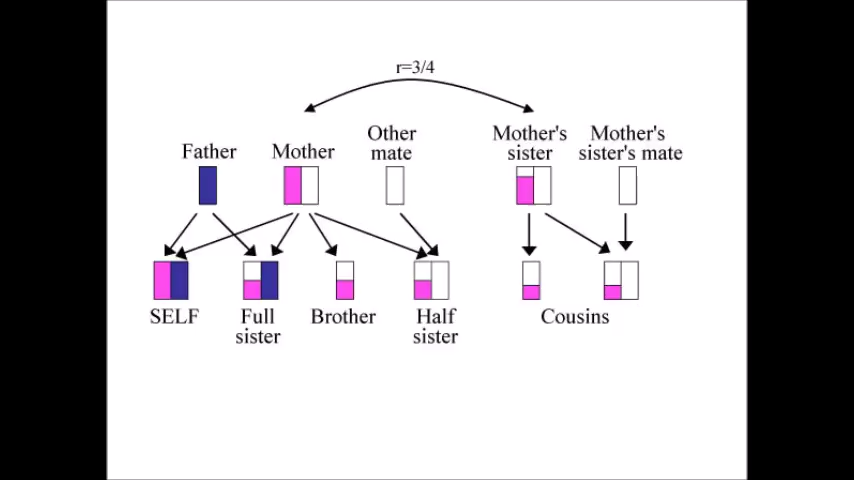 r=3/4
Father
Mother
Other
mate
Mother's
sister
Mother's
sister's mate
SELF
Full
sister
Brother
Half
sister
Cousins